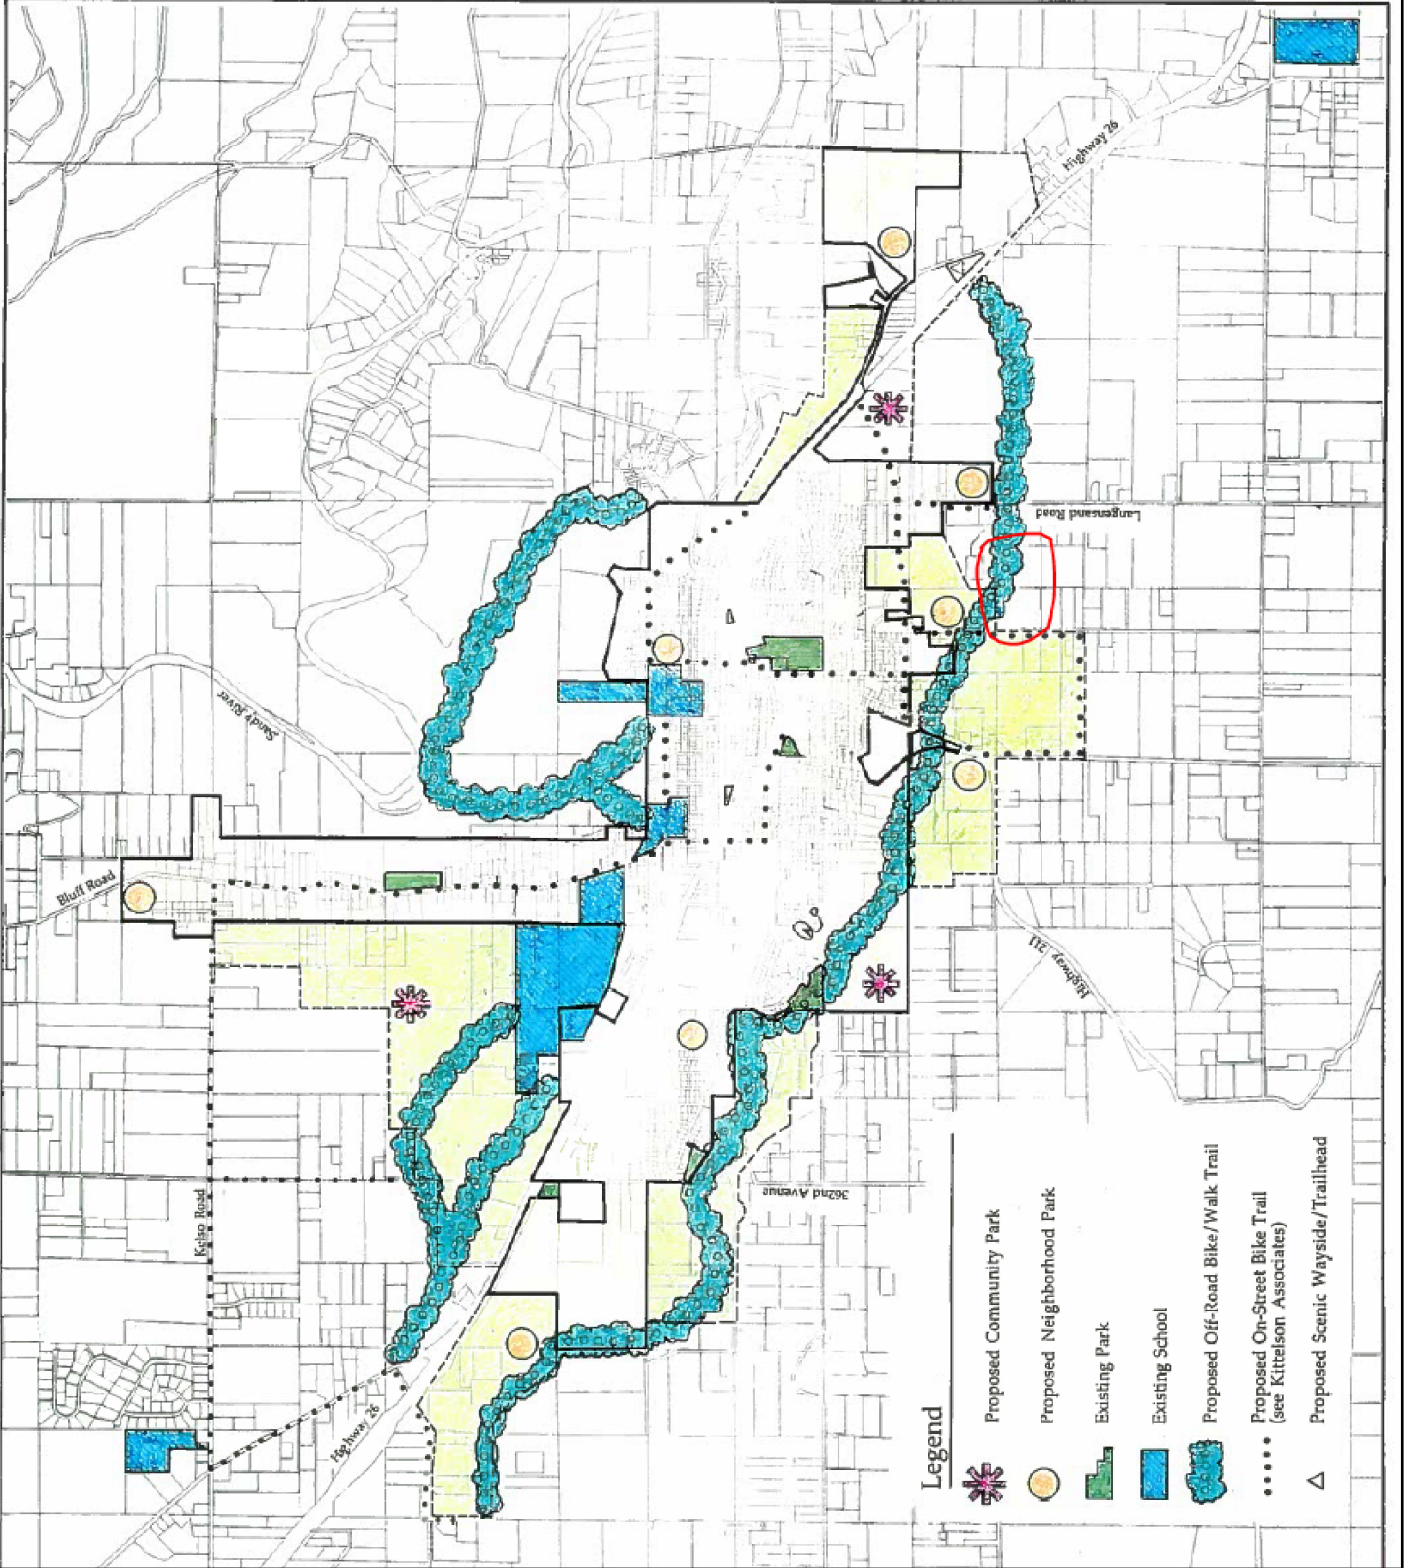 Highway 26
Langensand Road
Sandy River
Bluff Road
Highway 211
Kelso Road
362nd Avenue
Highway 26
Legend
Proposed Community Park
Proposed Neighborhood Park
Existing Park
Existing School
Proposed Off-Road Bike/Walk Trail
Proposed On-Street Bike Trail
(see Kittelson Associates)
Proposed Scenic Wayside/Trailhead